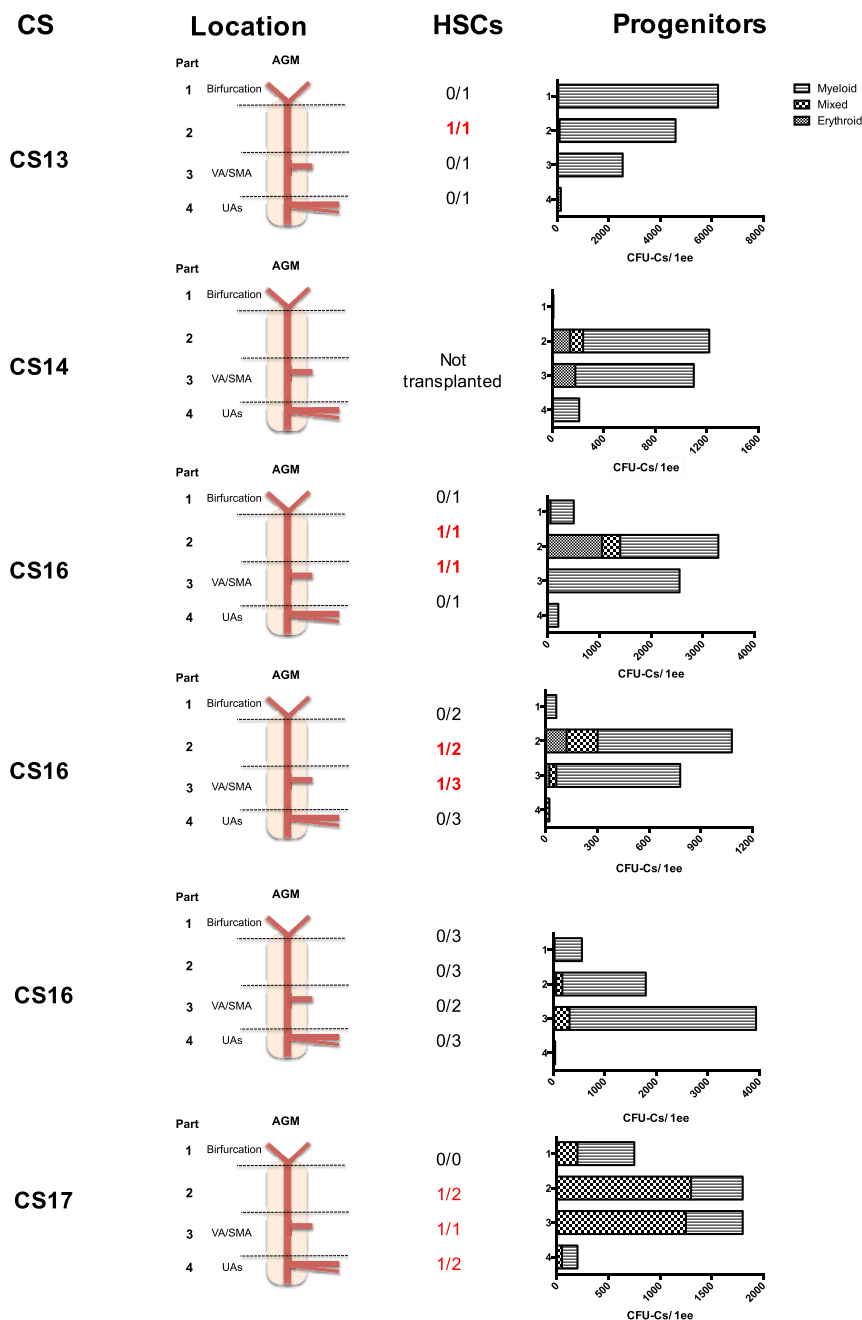 CS Location HSCs Progenitors
Part AGM
1 Birfurcation
2
3 VA/SMA
4 UAs
CS13
0/1
1/1
0/1
0/1
1
2
3
4
0 2000 4000 6000 8000
CFU-Cs/ 1ee
Myeloid
Mixed
Erythroid
Part AGM
1 Birfurcation
2
3 VA/SMA
4 UAs
CS14
Not
transplanted
1
2
3
4
0 400 800 1200 1600
CFU-Cs/ 1ee
Part AGM
1 Birfurcation
2
3 VA/SMA
4 UAs
CS16
0/1
1/1
1/1
0/1
1
2
3
4
0 1000 2000 3000 4000
CFU-Cs/ 1ee
Part AGM
1 Birfurcation
2
3 VA/SMA
4 UAs
CS16
0/2
1/2
1/3
0/3
1
2
3
4
0 300 600 900 1200
CFU-Cs/ 1ee
Part AGM
1 Birfurcation
2
3 VA/SMA
4 UAs
CS16
0/3
0/3
0/2
0/3
1
2
3
4
0 1000 2000 3000 4000
CFU-Cs/ 1ee
Part AGM
1 Birfurcation
2
3 VA/SMA
4 UAs
CS17
0/0
1/2
1/1
1/2
1
2
3
4
0 500 1000 1500 2000
CFU-Cs/ 1ee